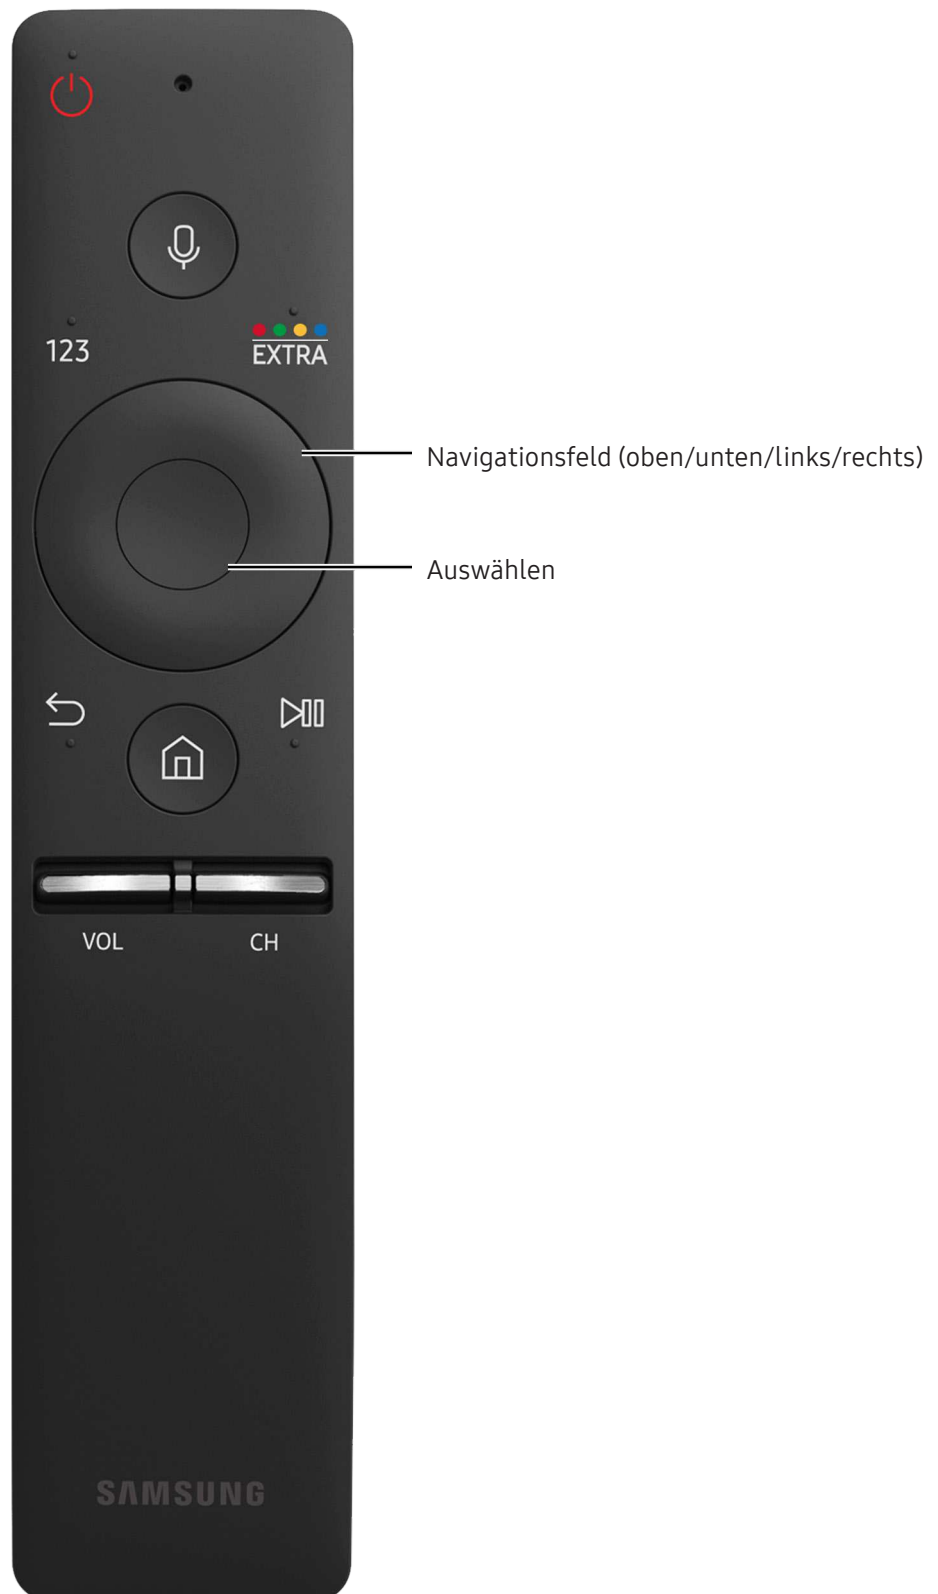 123
EXTRA
Navigationsfeld (oben/unten/links/rechts)
Auswählen
VOL
CH
SAMSUNG